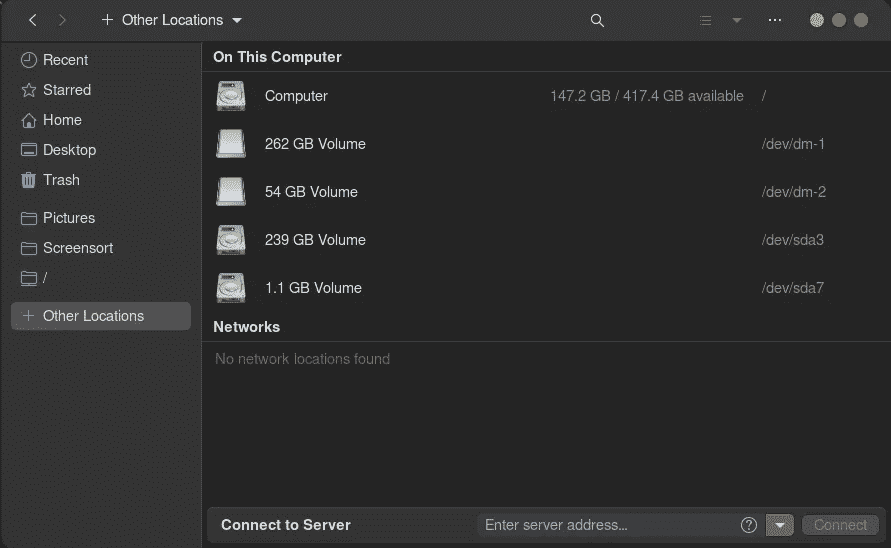 Other Locations
Recent
Starred
Home
Desktop
Trash
Pictures
Screensort
/
Other Locations
On This Computer
Computer 147.2 GB / 417.4 GB available /
262 GB Volume /dev/dm-1
54 GB Volume /dev/dm-2
239 GB Volume /dev/sda3
1.1 GB Volume /dev/sda7
Networks
No network locations found
Connect to Server Enter server address... ? Connect